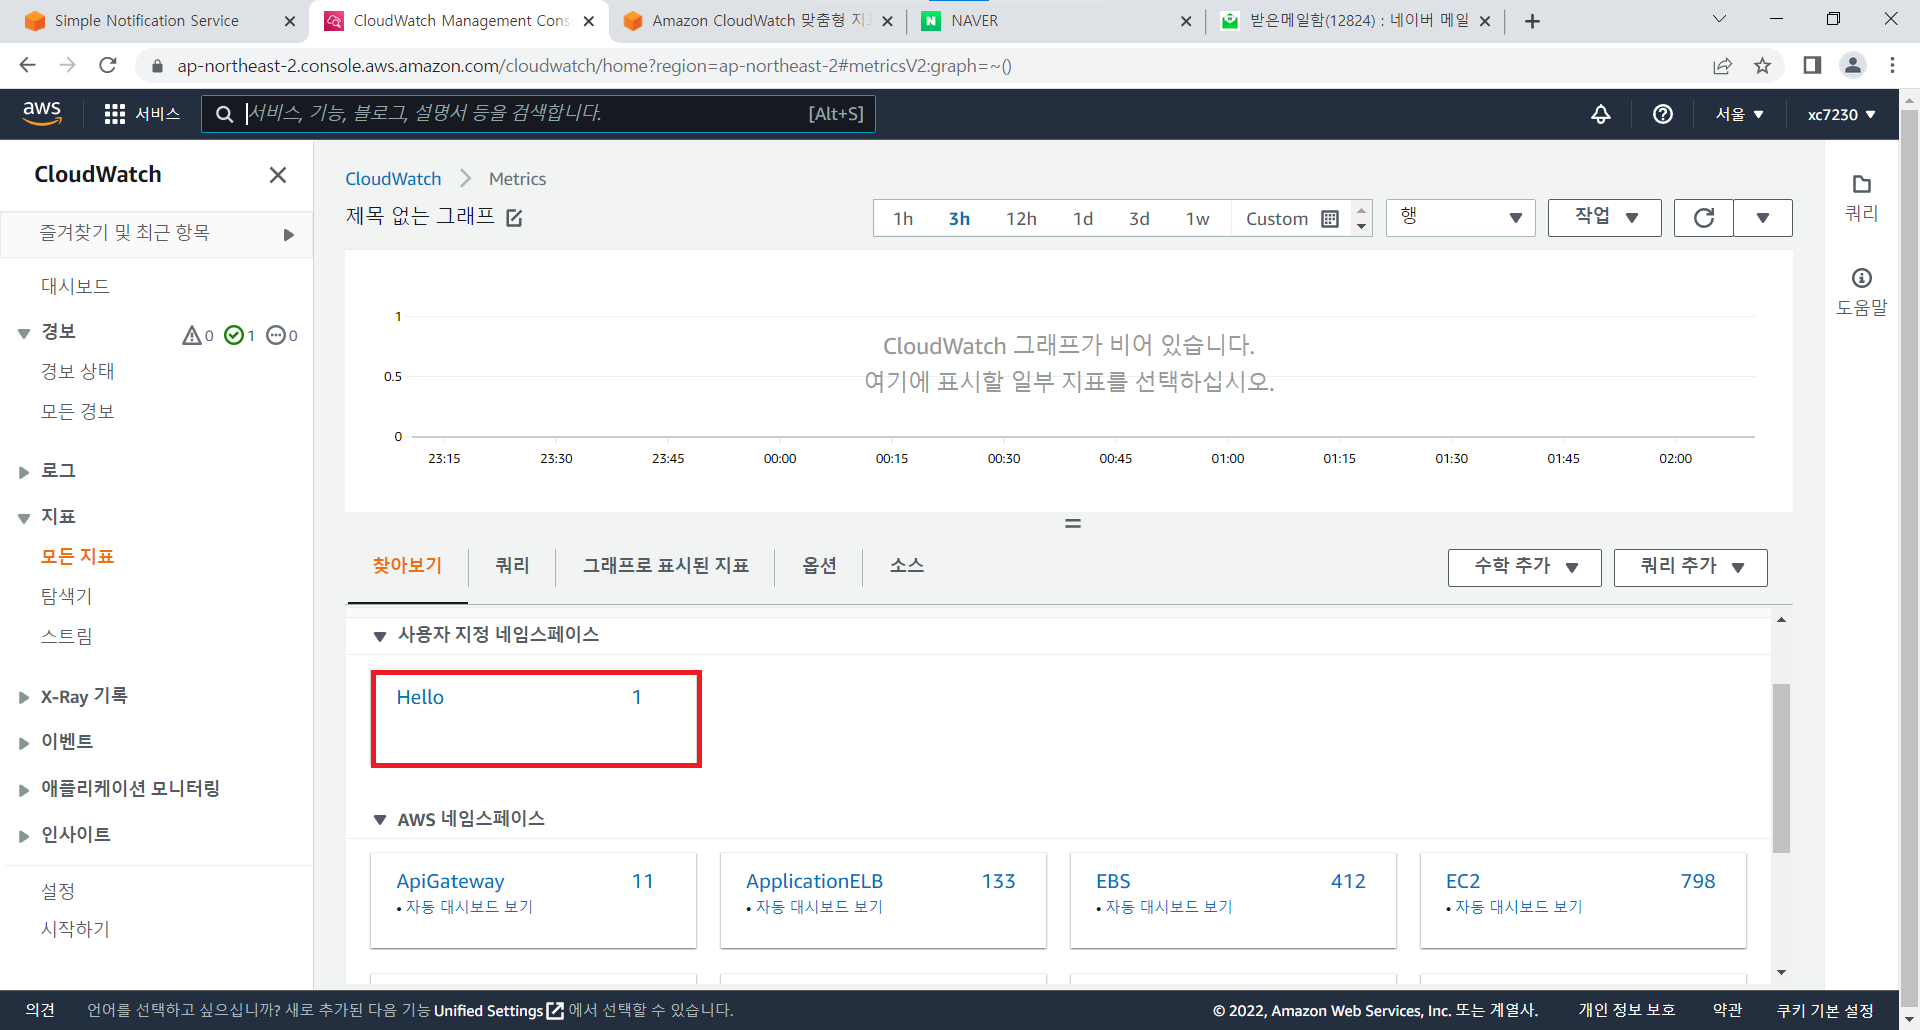 Simple Notification Service
CloudWatch Management Cons
Amazon CloudWatch 맞춤형 지표
NAVER
받은메일함(12824) : 네이버 메일
ap-northeast-2.console.aws.amazon.com/cloudwatch/home?region=ap-northeast-2#metricsV2:graph=~()
aws
서비스
서비스, 기능, 블로그, 설명서 등을 검색합니다.
[Alt+S]
서울
xc7230
CloudWatch
즐겨찾기 및 최근 항목
대시보드
경보
0
1
0
경보 상태
모든 경보
로그
지표
모든 지표
탐색기
스트림
X-Ray 기록
이벤트
애플리케이션 모니터링
인사이트
설정
시작하기
CloudWatch
Metrics
제목 없는 그래프
1h
3h
12h
1d
3d
1w
Custom
행
작업
쿼리
도움말
1
0.5
0
CloudWatch 그래프가 비어 있습니다.
여기에 표시할 일부 지표를 선택하십시오.
23:15
23:30
23:45
00:00
00:15
00:30
00:45
01:00
01:15
01:30
01:45
02:00
찾아보기
쿼리
그래프로 표시된 지표
옵션
소스
수학 추가
쿼리 추가
사용자 지정 네임스페이스
Hello 1
AWS 네임스페이스
ApiGateway 11
• 자동 대시보드 보기
ApplicationELB 133
• 자동 대시보드 보기
EBS 412
• 자동 대시보드 보기
EC2 798
• 자동 대시보드 보기
의견
언어를 선택하고 싶으십니까? 새로 추가된 다음 기능 Unified Settings 에서 선택할 수 있습니다.
© 2022, Amazon Web Services, Inc. 또는 계열사.
개인 정보 보호
약관
쿠키 기본 설정